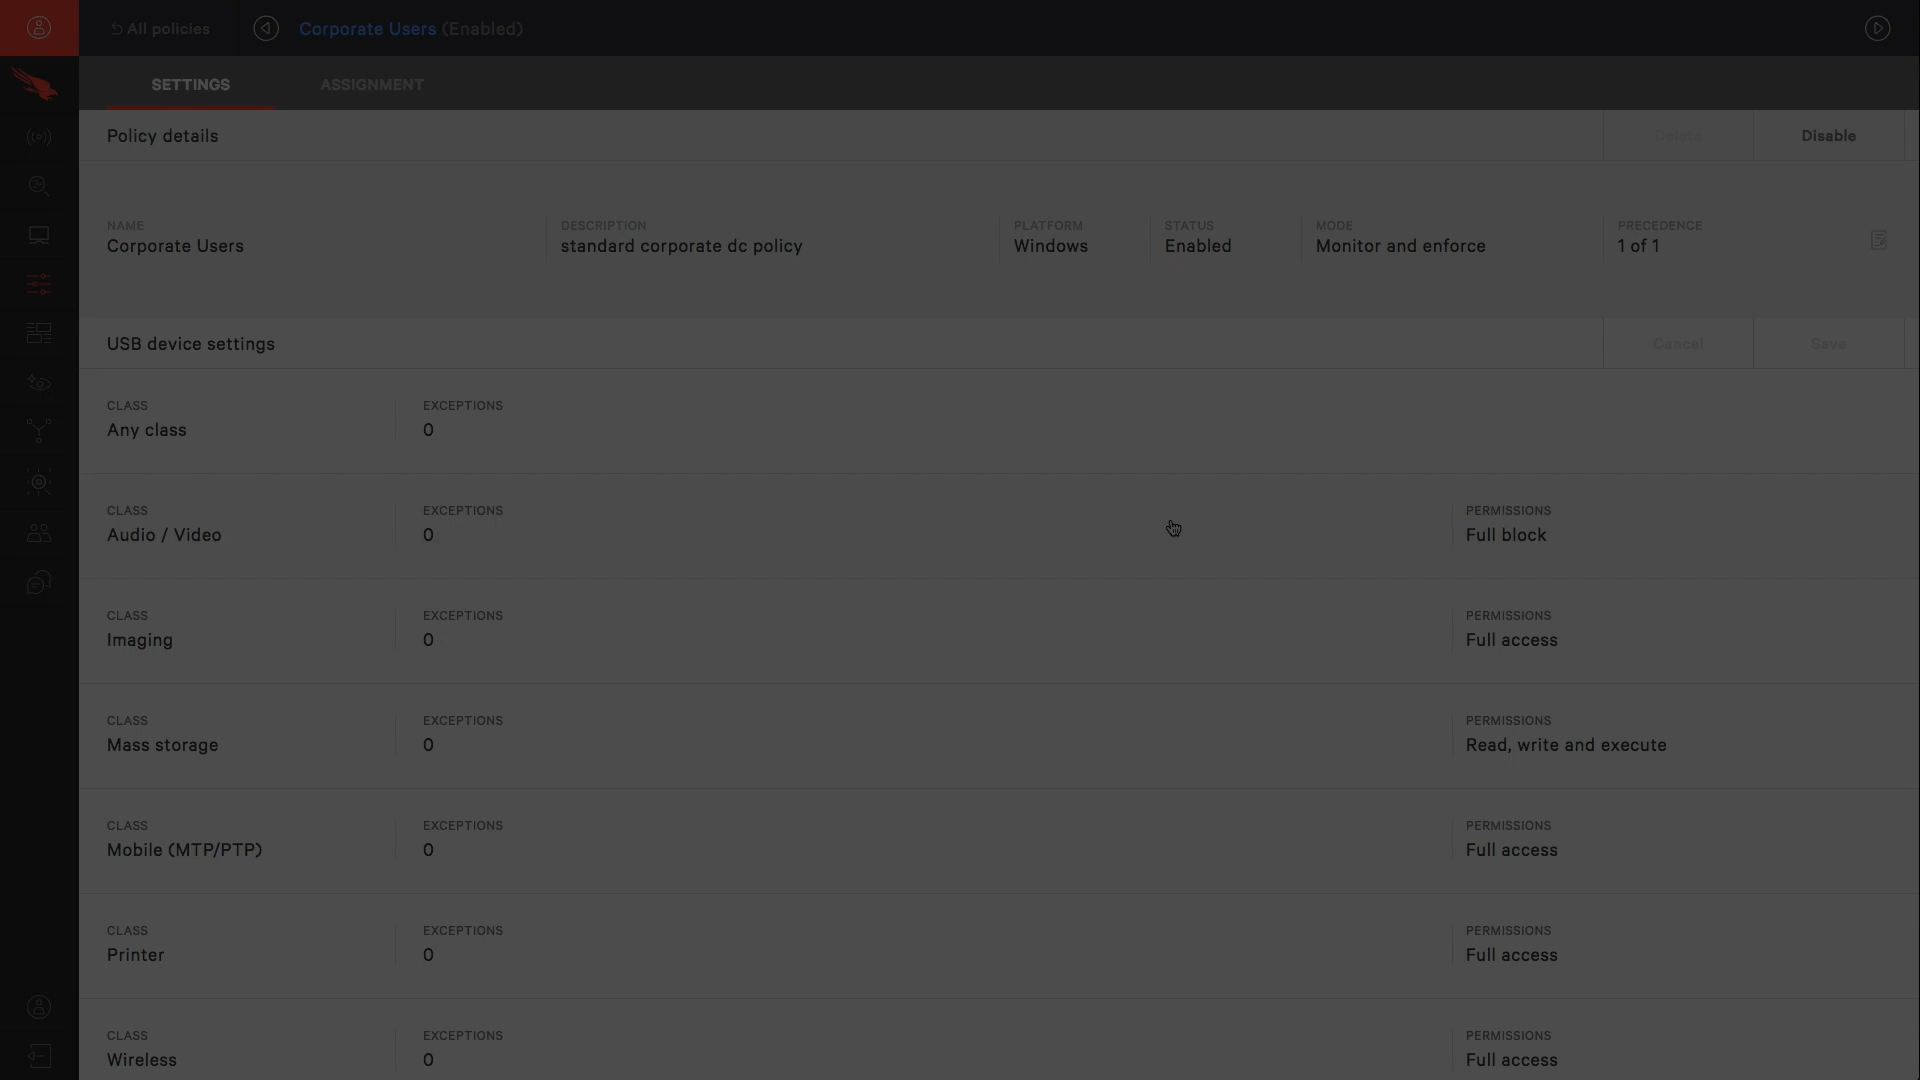 All policies
Corporate Users (Enabled)
SETTINGS
ASSIGNMENT
Policy details
Delete
Disable
NAME
Corporate Users
DESCRIPTION
standard corporate dc policy
PLATFORM
Windows
STATUS
Enabled
MODE
Monitor and enforce
PRECEDENCE
1 of 1
USB device settings
Cancel
Save
CLASS
Any class
EXCEPTIONS
0
CLASS
Audio / Video
EXCEPTIONS
0
PERMISSIONS
Full block
CLASS
Imaging
EXCEPTIONS
0
PERMISSIONS
Full access
CLASS
Mass storage
EXCEPTIONS
0
PERMISSIONS
Read, write and execute
CLASS
Mobile (MTP/PTP)
EXCEPTIONS
0
PERMISSIONS
Full access
CLASS
Printer
EXCEPTIONS
0
PERMISSIONS
Full access
CLASS
Wireless
EXCEPTIONS
0
PERMISSIONS
Full access